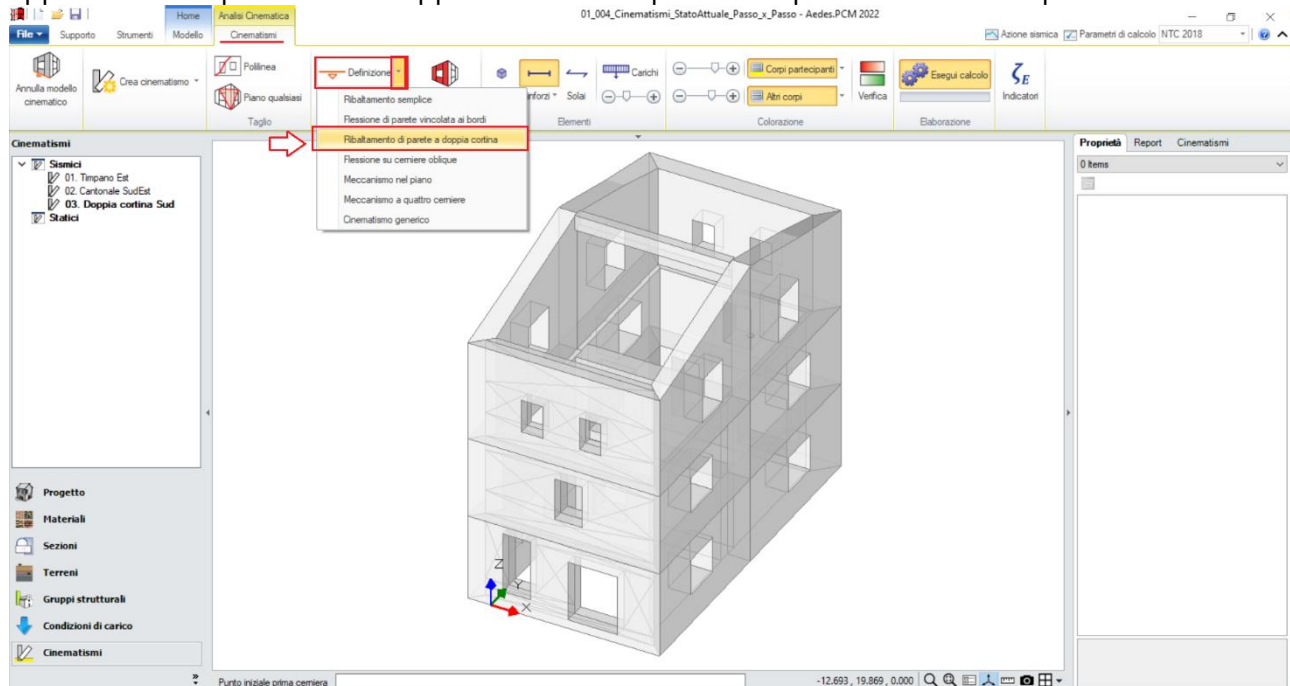 01_004_Cinematismi_StatoAttuale_Passo_x_Passo - Aedes.PCM 2022
Home
Analisi Cinematica
File
Supporto
Strumenti
Modello
Cinematismi
Azione sismica
Parametri di calcolo
NTC 2018
Annulla modello
cinematico
Crea cinematismo
Polilinea
Piano qualsiasi
Taglio
Definizione
Solai
Carichi
Elementi
Corpi partecipanti
Altri corpi
Colorazione
Verifica
Esegui calcolo
Elaborazione
ζE
Indicatori
Ribaltamento semplice
Flessione di parete vincolata ai bordi
Ribaltamento di parete a doppia cortina
Flessione su cerniere oblique
Meccanismo nel piano
Meccanismo a quattro cerniere
Cinematismo generico
Cinematismi
Sismici
01. Timpano Est
02. Cantonale SudEst
03. Doppia cortina Sud
Statici
Proprietà
Report
Cinematismi
0 Items
Z
Y
X
Progetto
Materiali
Sezioni
Terreni
Gruppi strutturali
Condizioni di carico
Cinematismi
Punto iniziale prima cerniera
-12.693 , 19.869 , 0.000